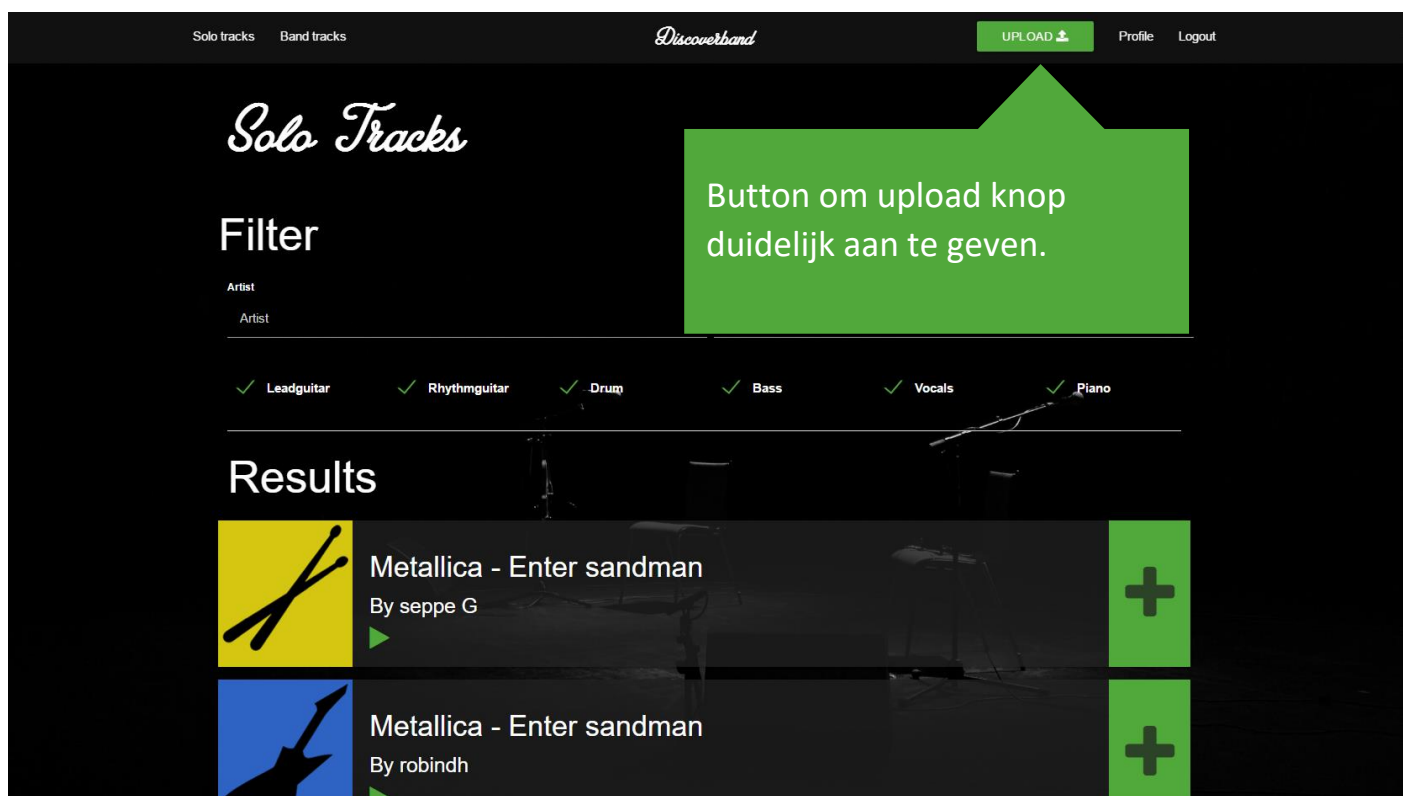 Solo tracks Band tracks Discoverband UPLOAD Profile Logout
Solo Tracks
Button om upload knop
duidelijk aan te geven.
Filter
Artist
Artist
Leadguitar Rhythmguitar Drum Bass Vocals Piano
Results
Metallica - Enter sandman
By seppe G
Metallica - Enter sandman
By robindh